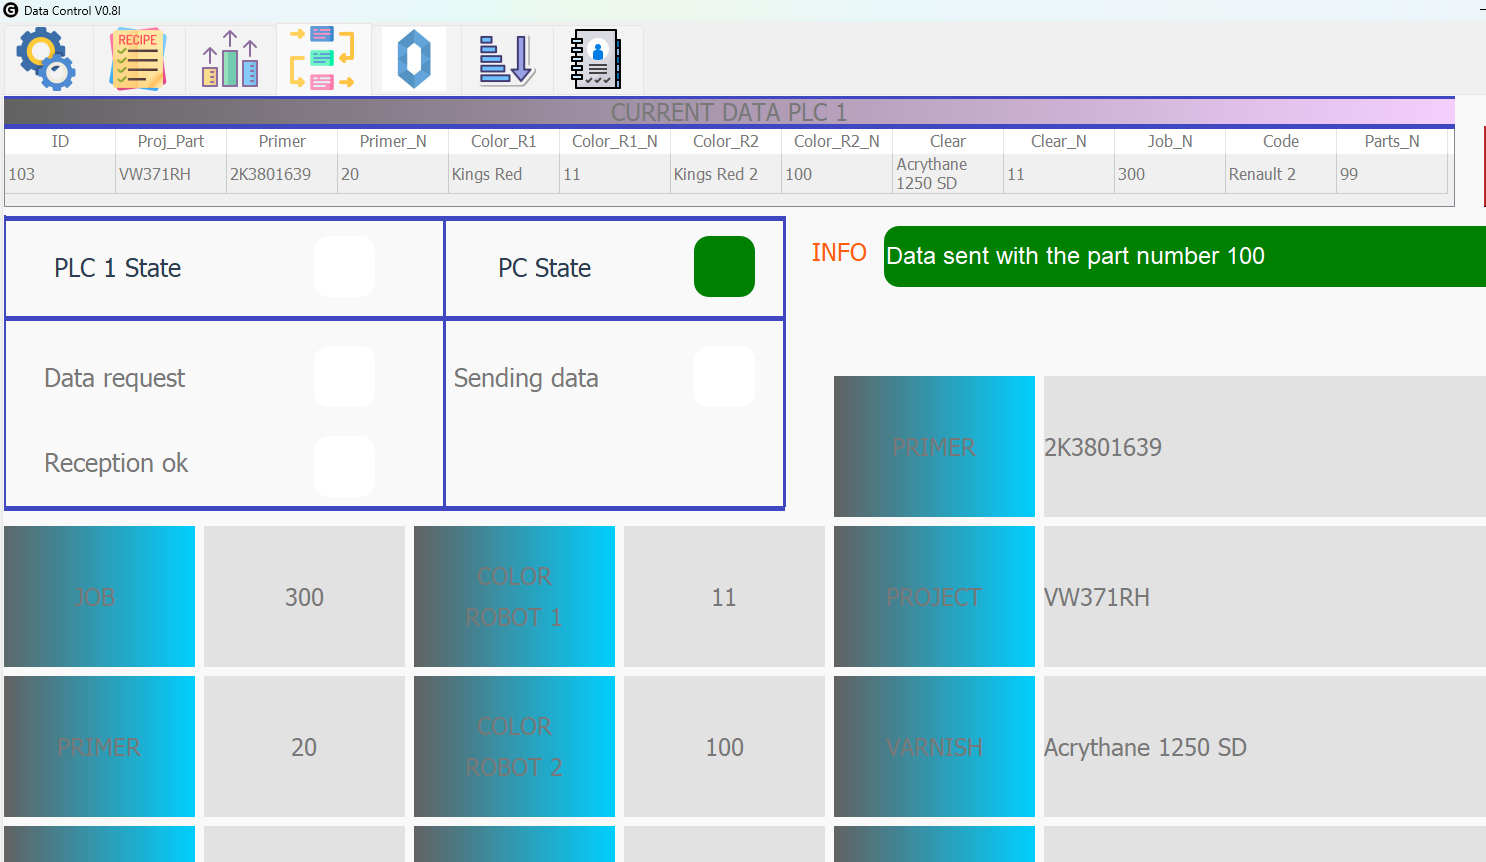 Data Control V0.8I
RECIPE
CURRENT DATA PLC 1
ID Proj_Part Primer Primer_N Color_R1 Color_R1_N Color_R2 Color_R2_N Clear Clear_N Job_N Code Parts_N
103 VW371RH 2K3801639 20 Kings Red 11 Kings Red 2 100 Acrythane 1250 SD 11 300 Renault 2 99
PLC 1 State
PC State
INFO
Data sent with the part number 100
Data request
Sending data
Reception ok
PRIMER
2K3801639
JOB
300
COLOR
ROBOT 1
11
PROJECT
VW371RH
PRIMER
20
COLOR
ROBOT 2
100
VARNISH
Acrythane 1250 SD